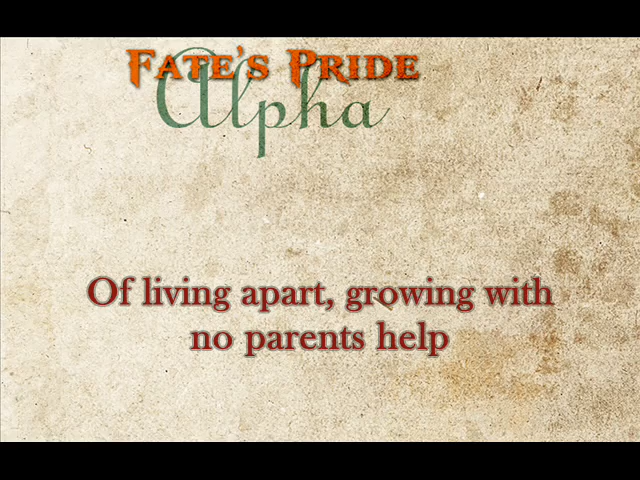 Fate's Pride
Alpha
Of living apart, growing with
no parents help